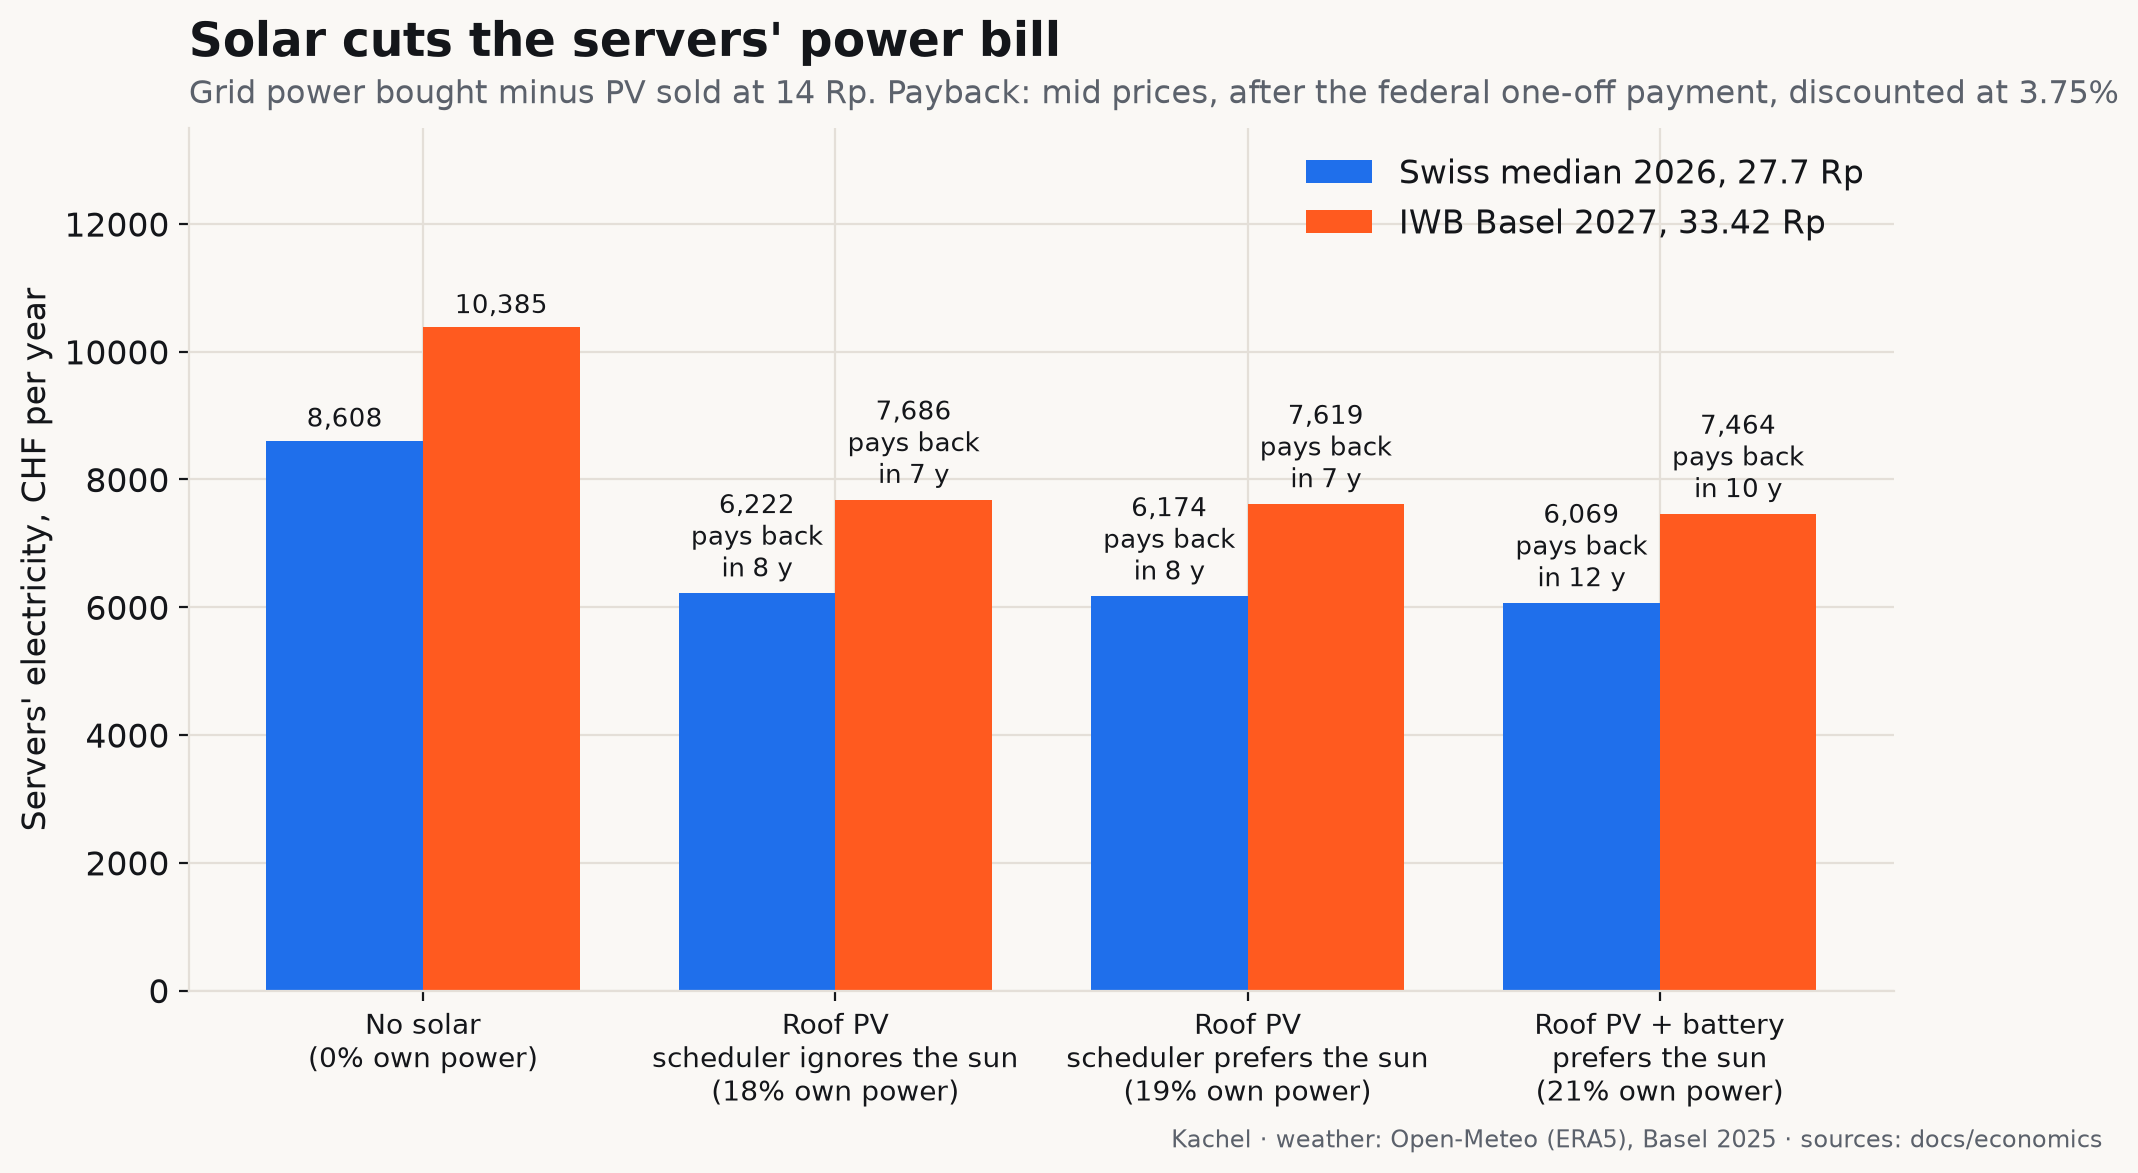 Solar cuts the servers' power bill
Grid power bought minus PV sold at 14 Rp. Payback: mid prices, after the federal one-off payment, discounted at 3.75%
Swiss median 2026, 27.7 Rp
IWB Basel 2027, 33.42 Rp
Servers' electricity, CHF per year
12000
10000
8000
6000
4000
2000
0
8,608
10,385
6,222
pays back
in 8 y
7,686
pays back
in 7 y
6,174
pays back
in 8 y
7,619
pays back
in 7 y
6,069
pays back
in 12 y
7,464
pays back
in 10 y
No solar
(0% own power)
Roof PV
scheduler ignores the sun
(18% own power)
Roof PV
scheduler prefers the sun
(19% own power)
Roof PV + battery
prefers the sun
(21% own power)
Kachel · weather: Open-Meteo (ERA5), Basel 2025 · sources: docs/economics